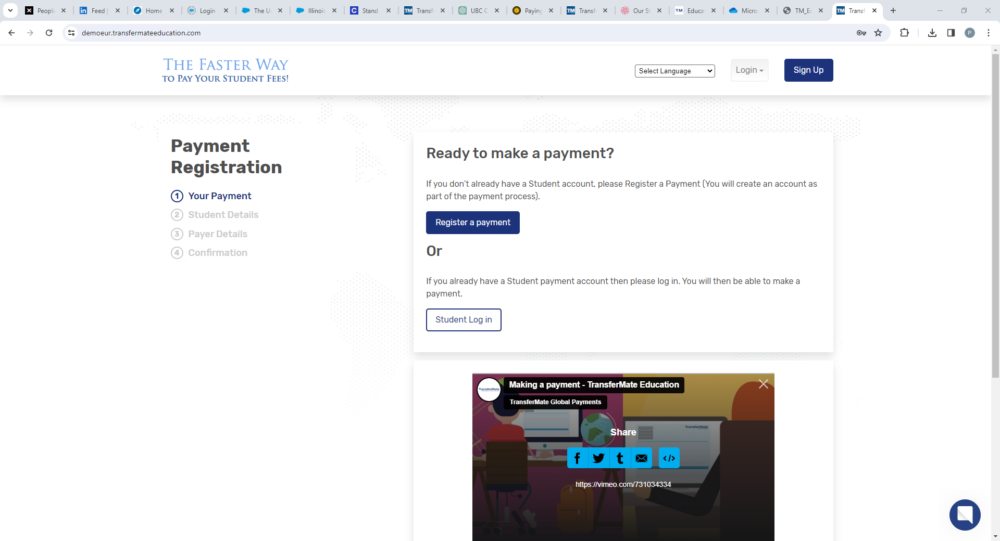 People
Feed |
Home
Login
The U
Illinois
Stand
Transf
UBC C
Paying
Transf
Our St
Educa
Micro
TM_Ec
Transf
demoeur.transfermateeducation.com
P
THE FASTER WAY
TO PAY YOUR STUDENT FEES!
Select Language
Login
Sign Up
Payment
Registration
1 Your Payment
2 Student Details
3 Payer Details
4 Confirmation
Ready to make a payment?
If you don’t already have a Student account, please Register a Payment (You will create an account as
part of the payment process).
Register a payment
Or
If you already have a Student payment account then please log in. You will then be able to make a
payment.
Student Log in
TransferMate
Making a payment - TransferMate Education
TransferMate Global Payments
TransferMate
Share
https://vimeo.com/731034334